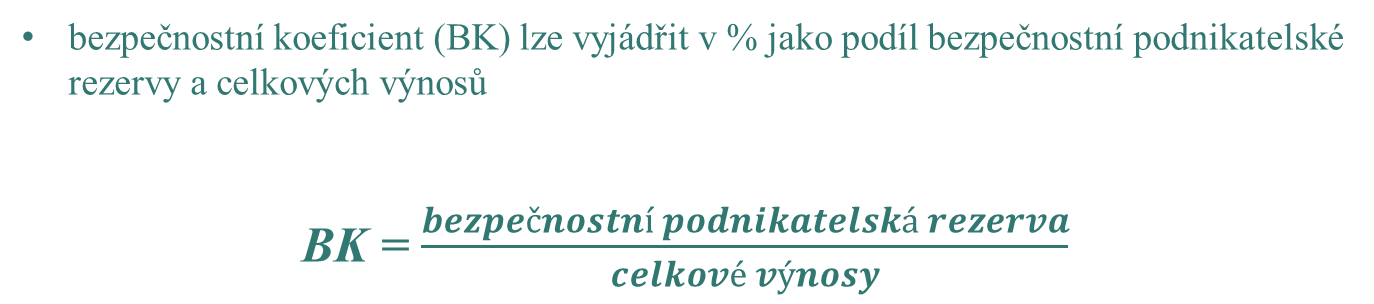 • bezpečnostní koeficient (BK) lze vyjádřit v % jako podíl bezpečnostní podnikatelské
rezervy a celkových výnosů
BK = bezpečnostní podnikatelská rezerva
celkové výnosy